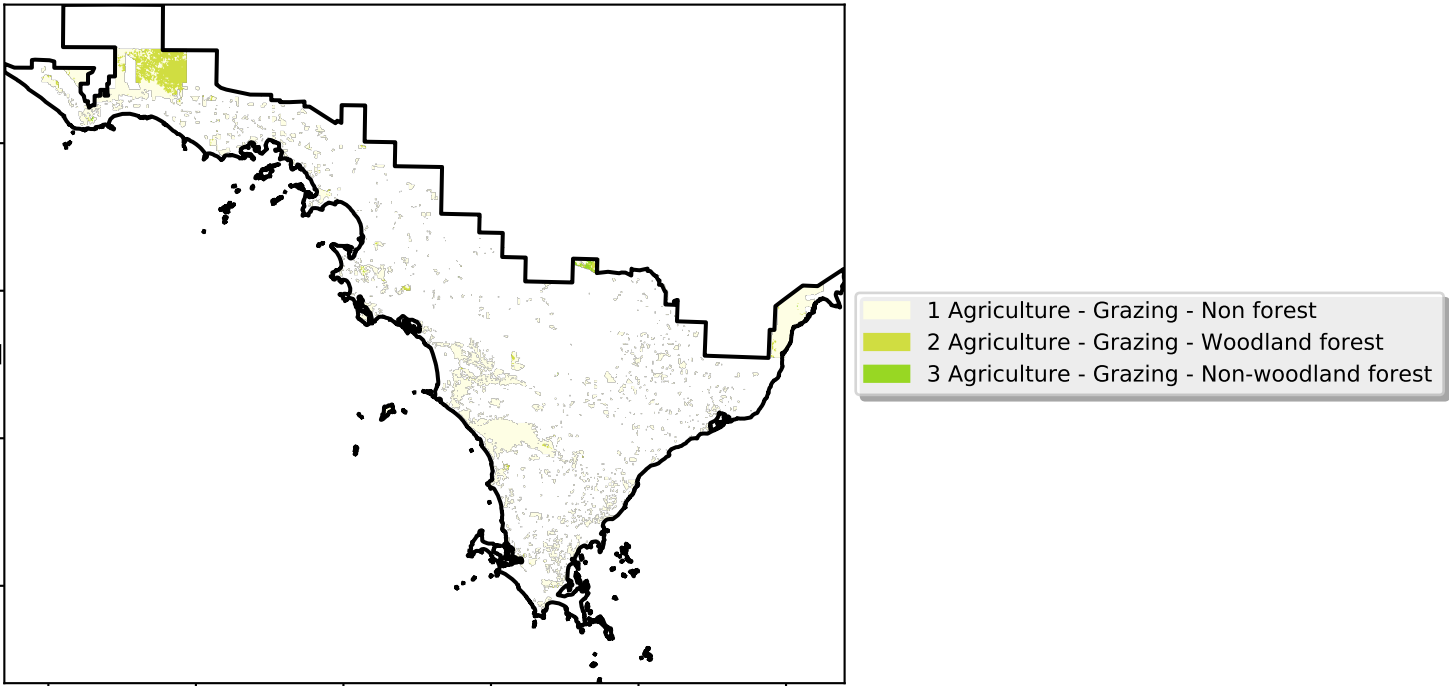 1 Agriculture - Grazing - Non forest
2 Agriculture - Grazing - Woodland forest
3 Agriculture - Grazing - Non-woodland forest